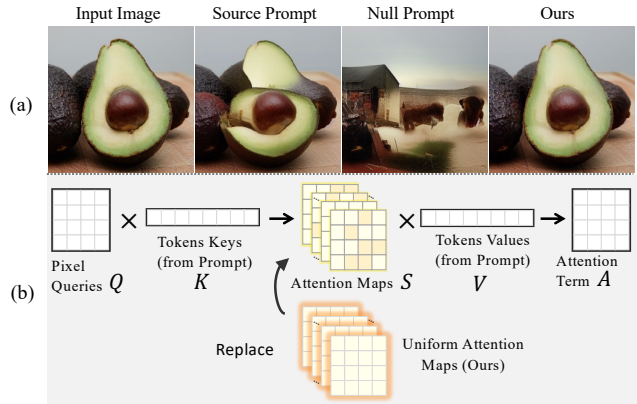 Input Image Source Prompt Null Prompt Ours
(a)
× → × →
Tokens Keys Tokens Values
(from Prompt) (from Prompt)
Pixel Attention
Queries Q K Attention Maps S V Term A
(b)
Replace
Uniform Attention
Maps (Ours)